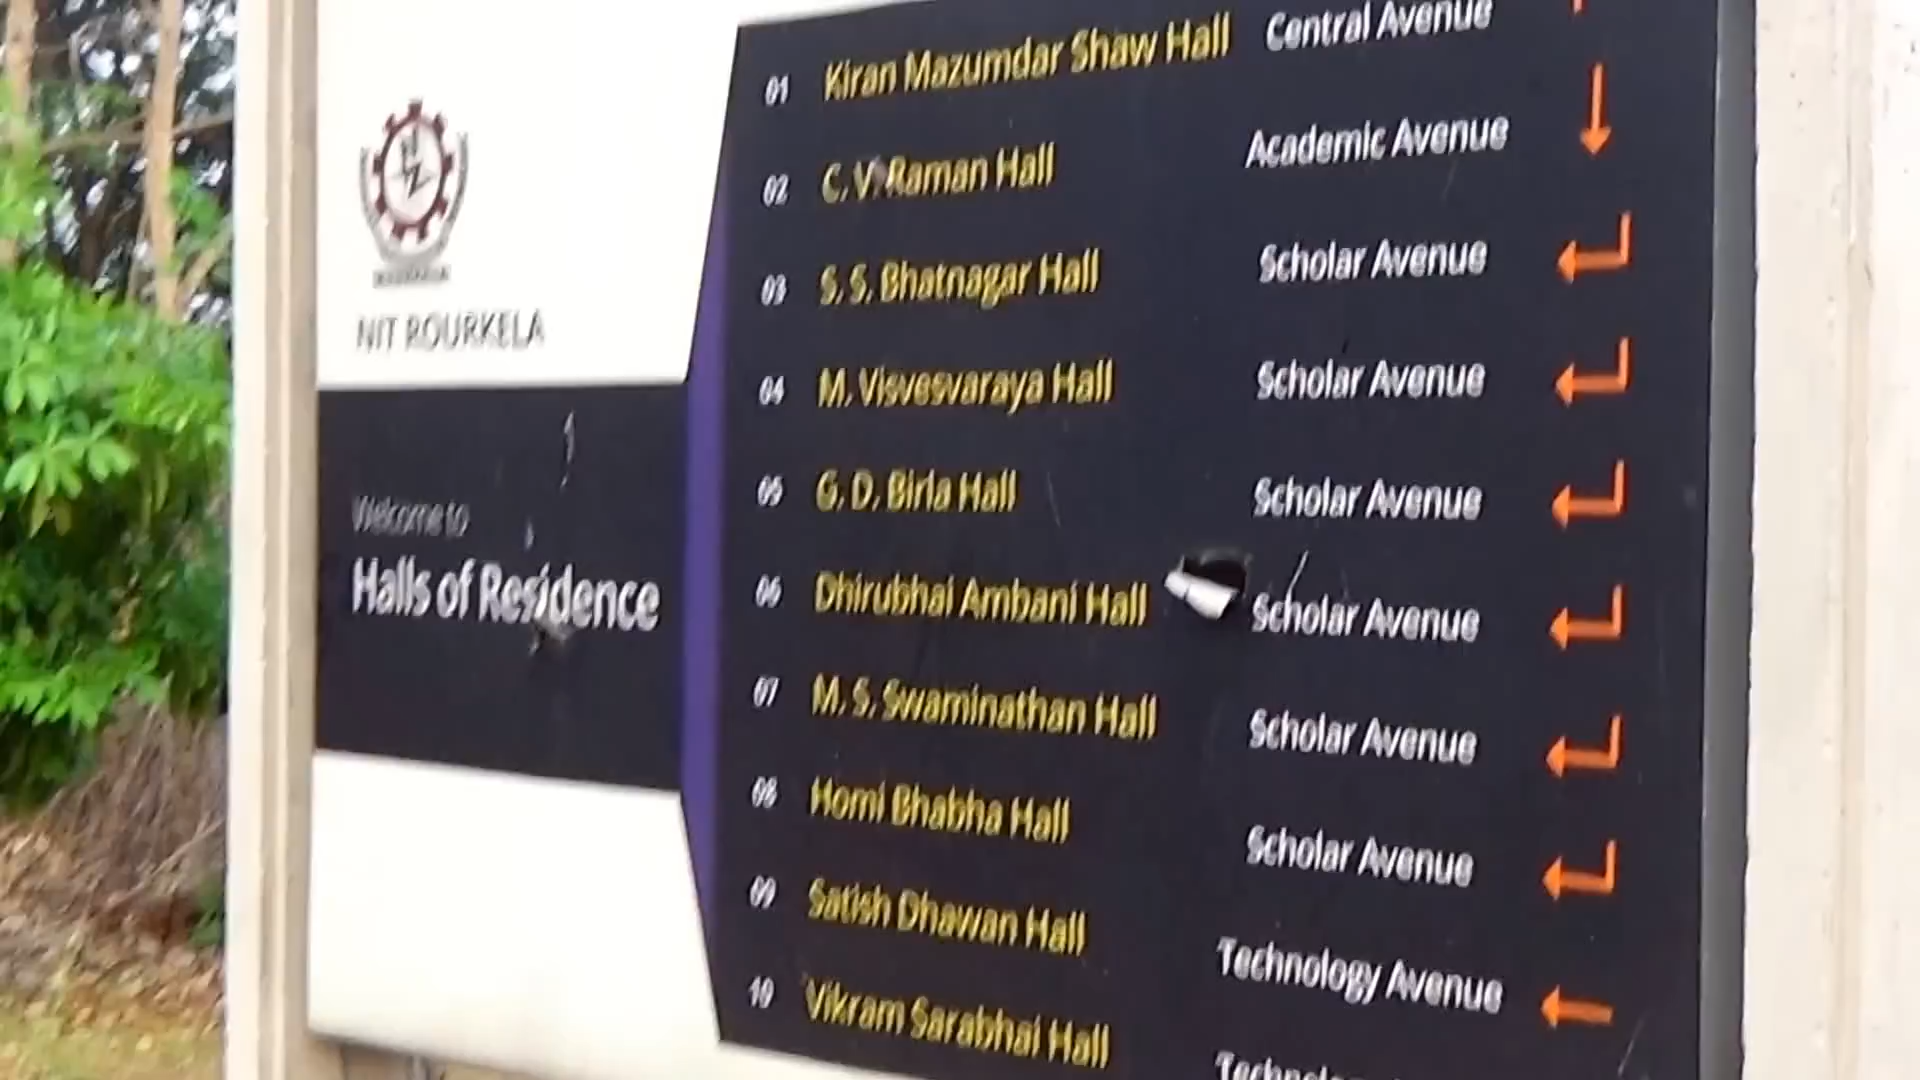 NIT ROURKELA
Welcome to
Halls of Residence
01 Kiran Mazumdar Shaw Hall Central Avenue
02 C. V. Raman Hall Academic Avenue
03 S. S. Bhatnagar Hall Scholar Avenue
04 M. Visvesvaraya Hall Scholar Avenue
05 G. D. Birla Hall Scholar Avenue
06 Dhirubhai Ambani Hall Scholar Avenue
07 M. S. Swaminathan Hall Scholar Avenue
08 Homi Bhabha Hall Scholar Avenue
09 Satish Dhawan Hall Technology Avenue
10 Vikram Sarabhai Hall